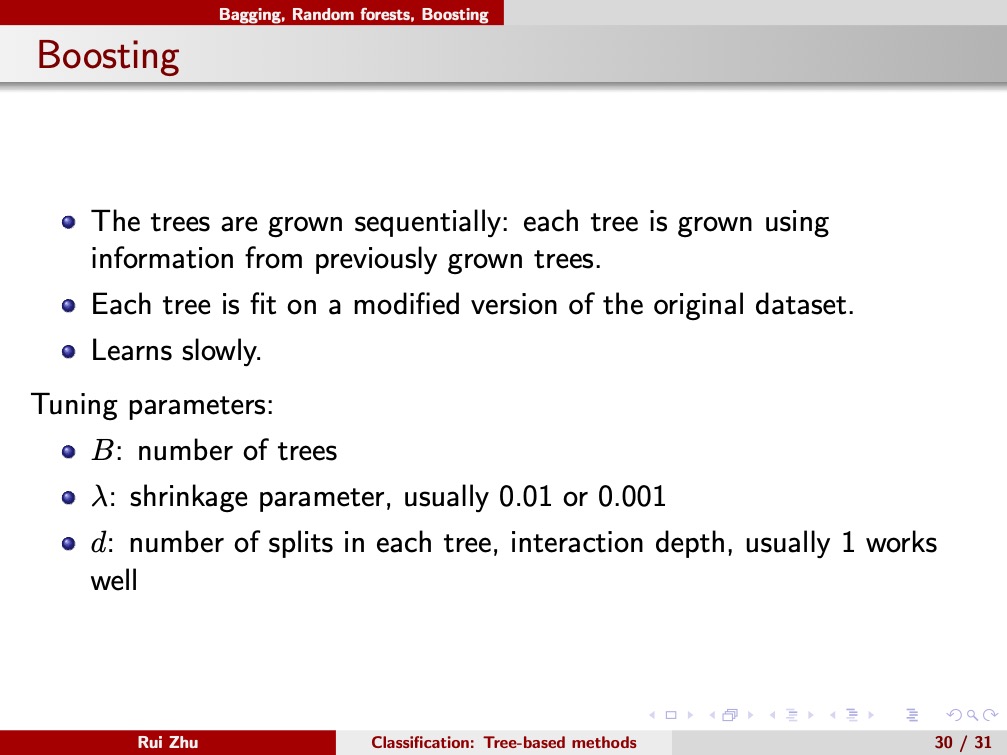 Bagging, Random forests, Boosting
Boosting
The trees are grown sequentially: each tree is grown using
information from previously grown trees.
Each tree is fit on a modified version of the original dataset.
Learns slowly.
Tuning parameters:
B: number of trees
λ: shrinkage parameter, usually 0.01 or 0.001
d: number of splits in each tree, interaction depth, usually 1 works
well
Rui Zhu
Classification: Tree-based methods
30 / 31